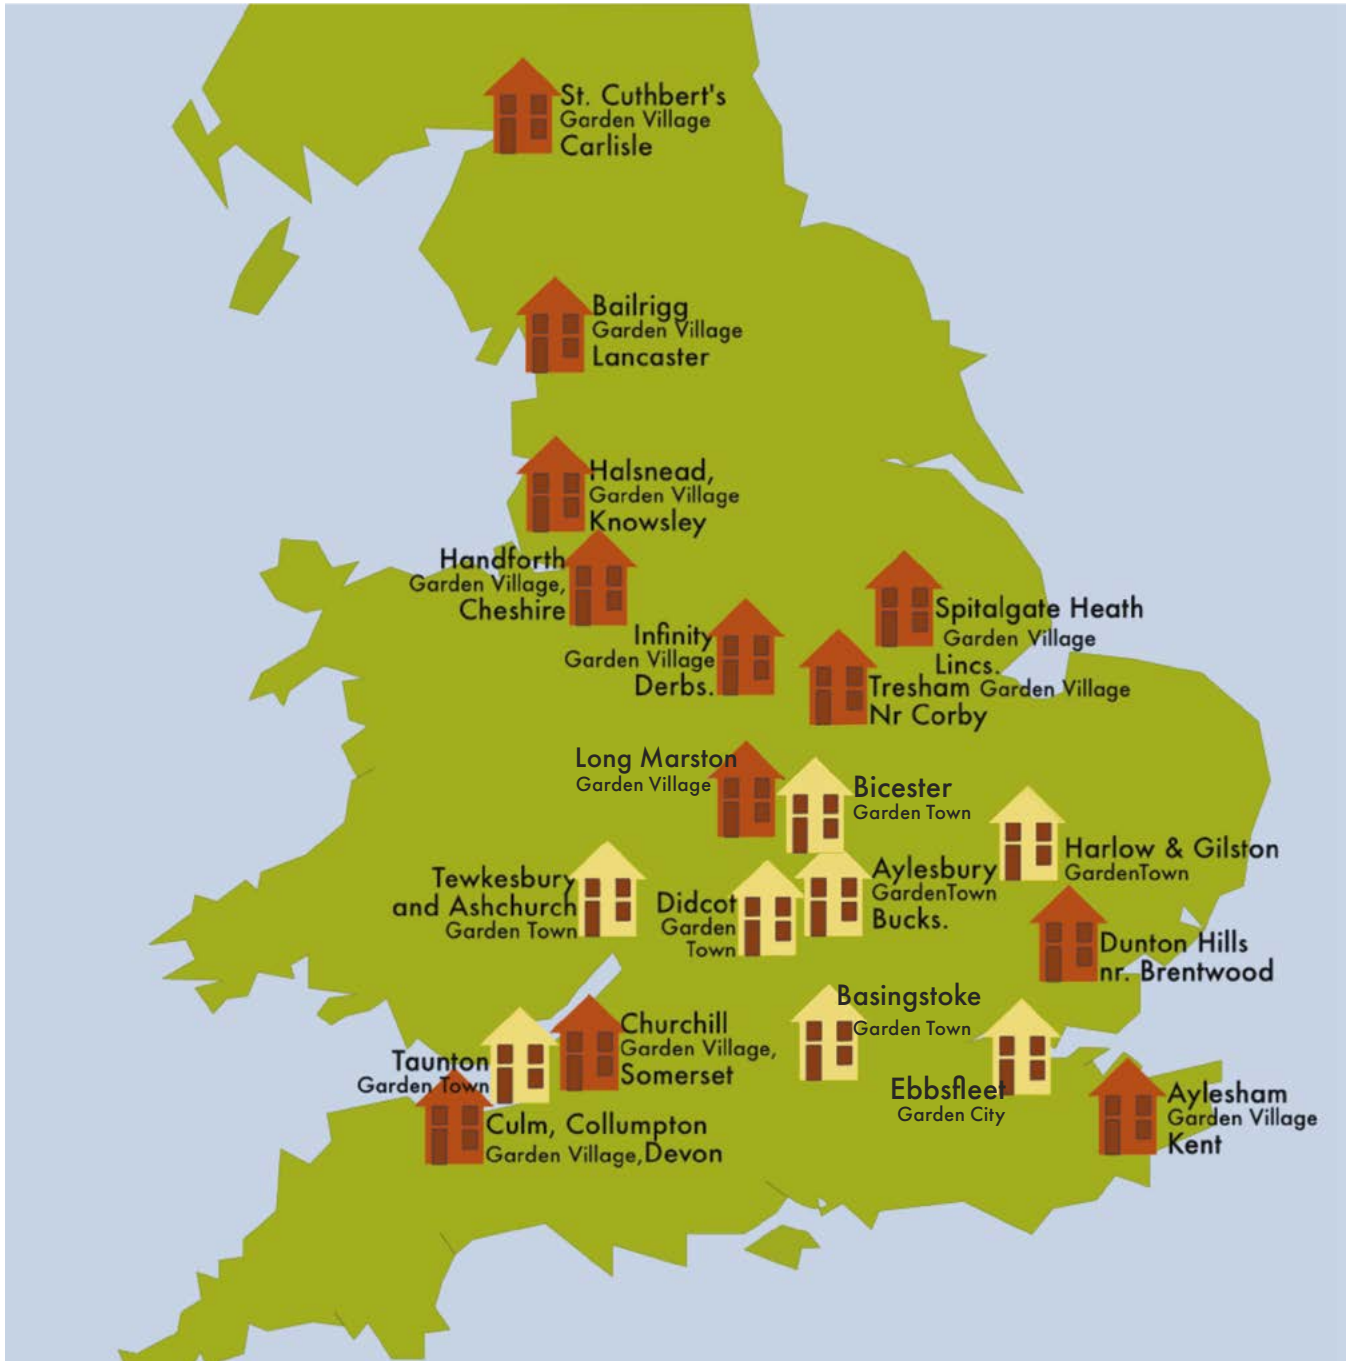 St. Cuthbert's
Garden Village
Carlisle
Bailrigg
Garden Village
Lancaster
Halsnead,
Garden Village
Knowsley
Handforth
Garden Village,
Cheshire
Infinity
Garden Village
Derbs.
Spitalgate Heath
Garden Village
Lincs.
Tresham Garden Village
Nr Corby
Long Marston
Garden Village
Bicester
Garden Town
Harlow & Gilston
GardenTown
Tewkesbury
and Ashchurch
Garden Town
Didcot
Garden
Town
Aylesbury
GardenTown
Bucks.
Dunton Hills
nr. Brentwood
Basingstoke
Garden Town
Churchill
Garden Village,
Somerset
Taunton
Garden Town
Ebbsfleet
Garden City
Aylesham
Garden Village
Kent
Culm, Collumpton
Garden Village,Devon